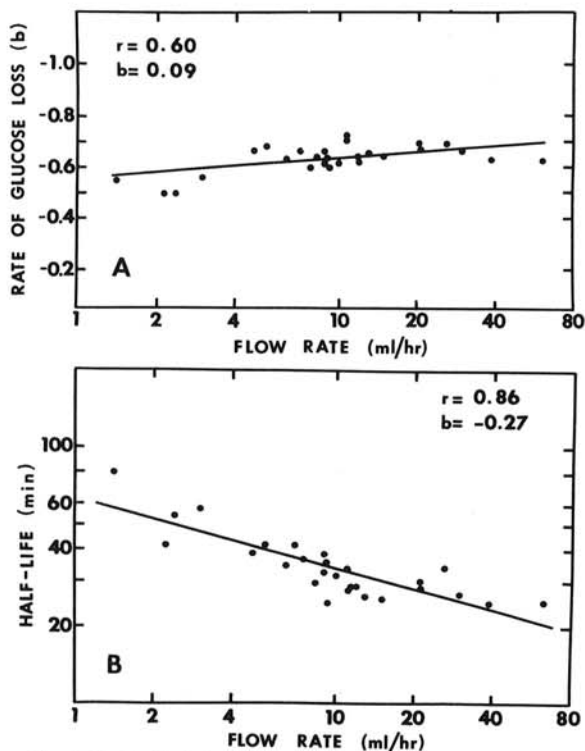 RATE OF GLUCOSE LOSS (b)
r = 0.60
b = 0.09
-1.0
-0.8
-0.6
-0.4
-0.2
A
1 2 4 10 20 40 80
FLOW RATE (ml/hr)
HALF-LIFE (min)
r = 0.86
b = -0.27
100
60
40
20
B
1 2 4 10 20 40 80
FLOW RATE (ml/hr)